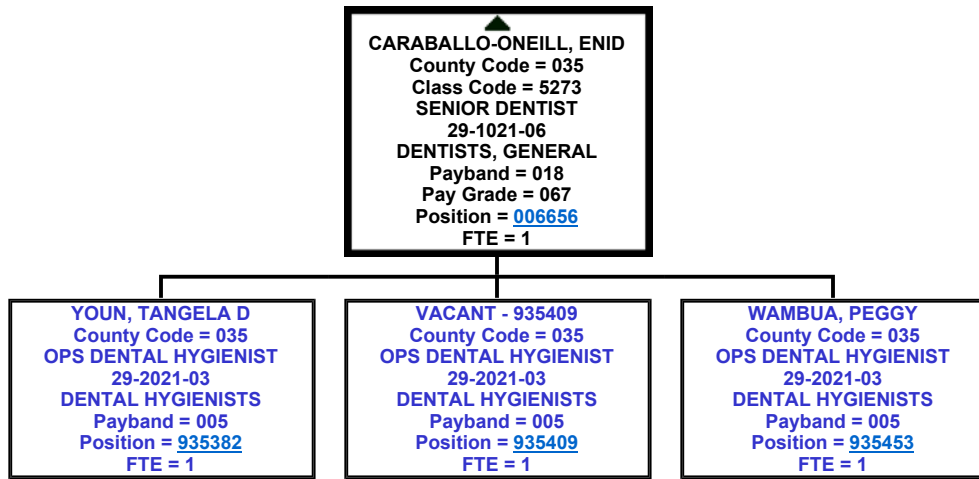 CARABALLO-ONEILL, ENID
County Code = 035
Class Code = 5273
SENIOR DENTIST
29-1021-06
DENTISTS, GENERAL
Payband = 018
Pay Grade = 067
Position = 006656
FTE = 1
YOUN, TANGELA D
County Code = 035
OPS DENTAL HYGIENIST
29-2021-03
DENTAL HYGIENISTS
Payband = 005
Position = 935382
FTE = 1
VACANT - 935409
County Code = 035
OPS DENTAL HYGIENIST
29-2021-03
DENTAL HYGIENISTS
Payband = 005
Position = 935409
FTE = 1
WAMBUA, PEGGY
County Code = 035
OPS DENTAL HYGIENIST
29-2021-03
DENTAL HYGIENISTS
Payband = 005
Position = 935453
FTE = 1